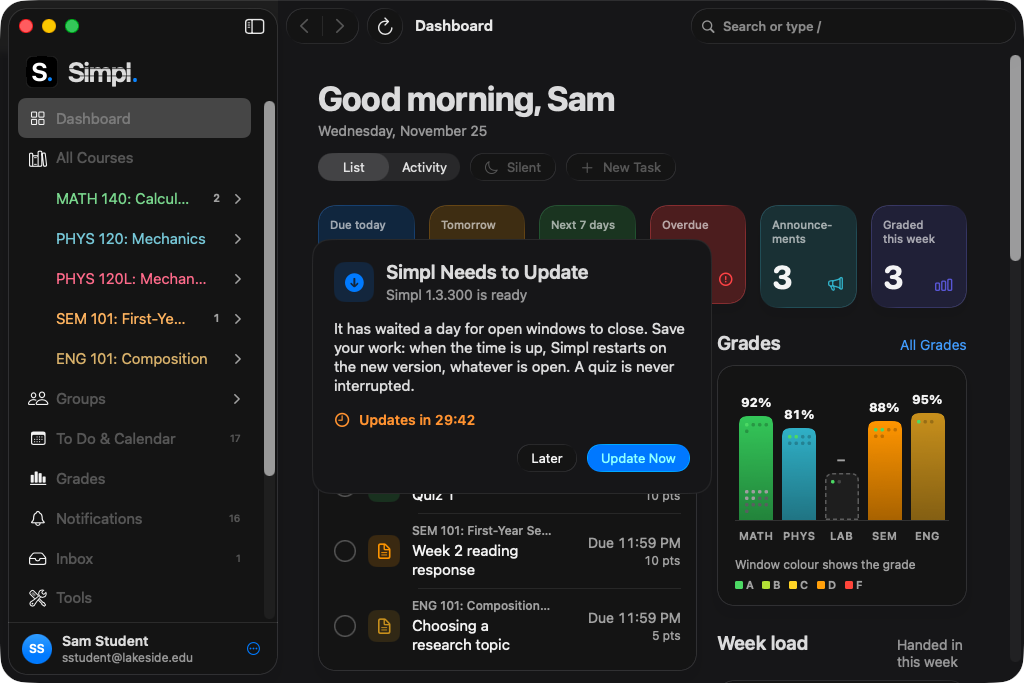 Dashboard
Search or type /
S. Simpl.
Dashboard
All Courses
MATH 140: Calcul... 2
PHYS 120: Mechanics
PHYS 120L: Mechan...
SEM 101: First-Ye... 1
ENG 101: Composition
Groups
To Do & Calendar 17
Grades
Notifications 16
Inbox 1
Tools
SS
Sam Student
sstudent@lakeside.edu
Good morning, Sam
Wednesday, November 25
List Activity Silent + New Task
Due today
Tomorrow
Next 7 days
Overdue
Announce-
ments
3
Graded
this week
3
Simpl Needs to Update
Simpl 1.3.300 is ready
It has waited a day for open windows to close. Save
your work: when the time is up, Simpl restarts on
the new version, whatever is open. A quiz is never
interrupted.
Updates in 29:42
Later Update Now
Quiz 1 10 pts
SEM 101: First-Year Se...
Week 2 reading
response
Due 11:59 PM
10 pts
ENG 101: Composition...
Choosing a
research topic
Due 11:59 PM
5 pts
Grades All Grades
92% 81% – 88% 95%
MATH PHYS LAB SEM ENG
Window colour shows the grade
A B C D F
Week load
Handed in
this week